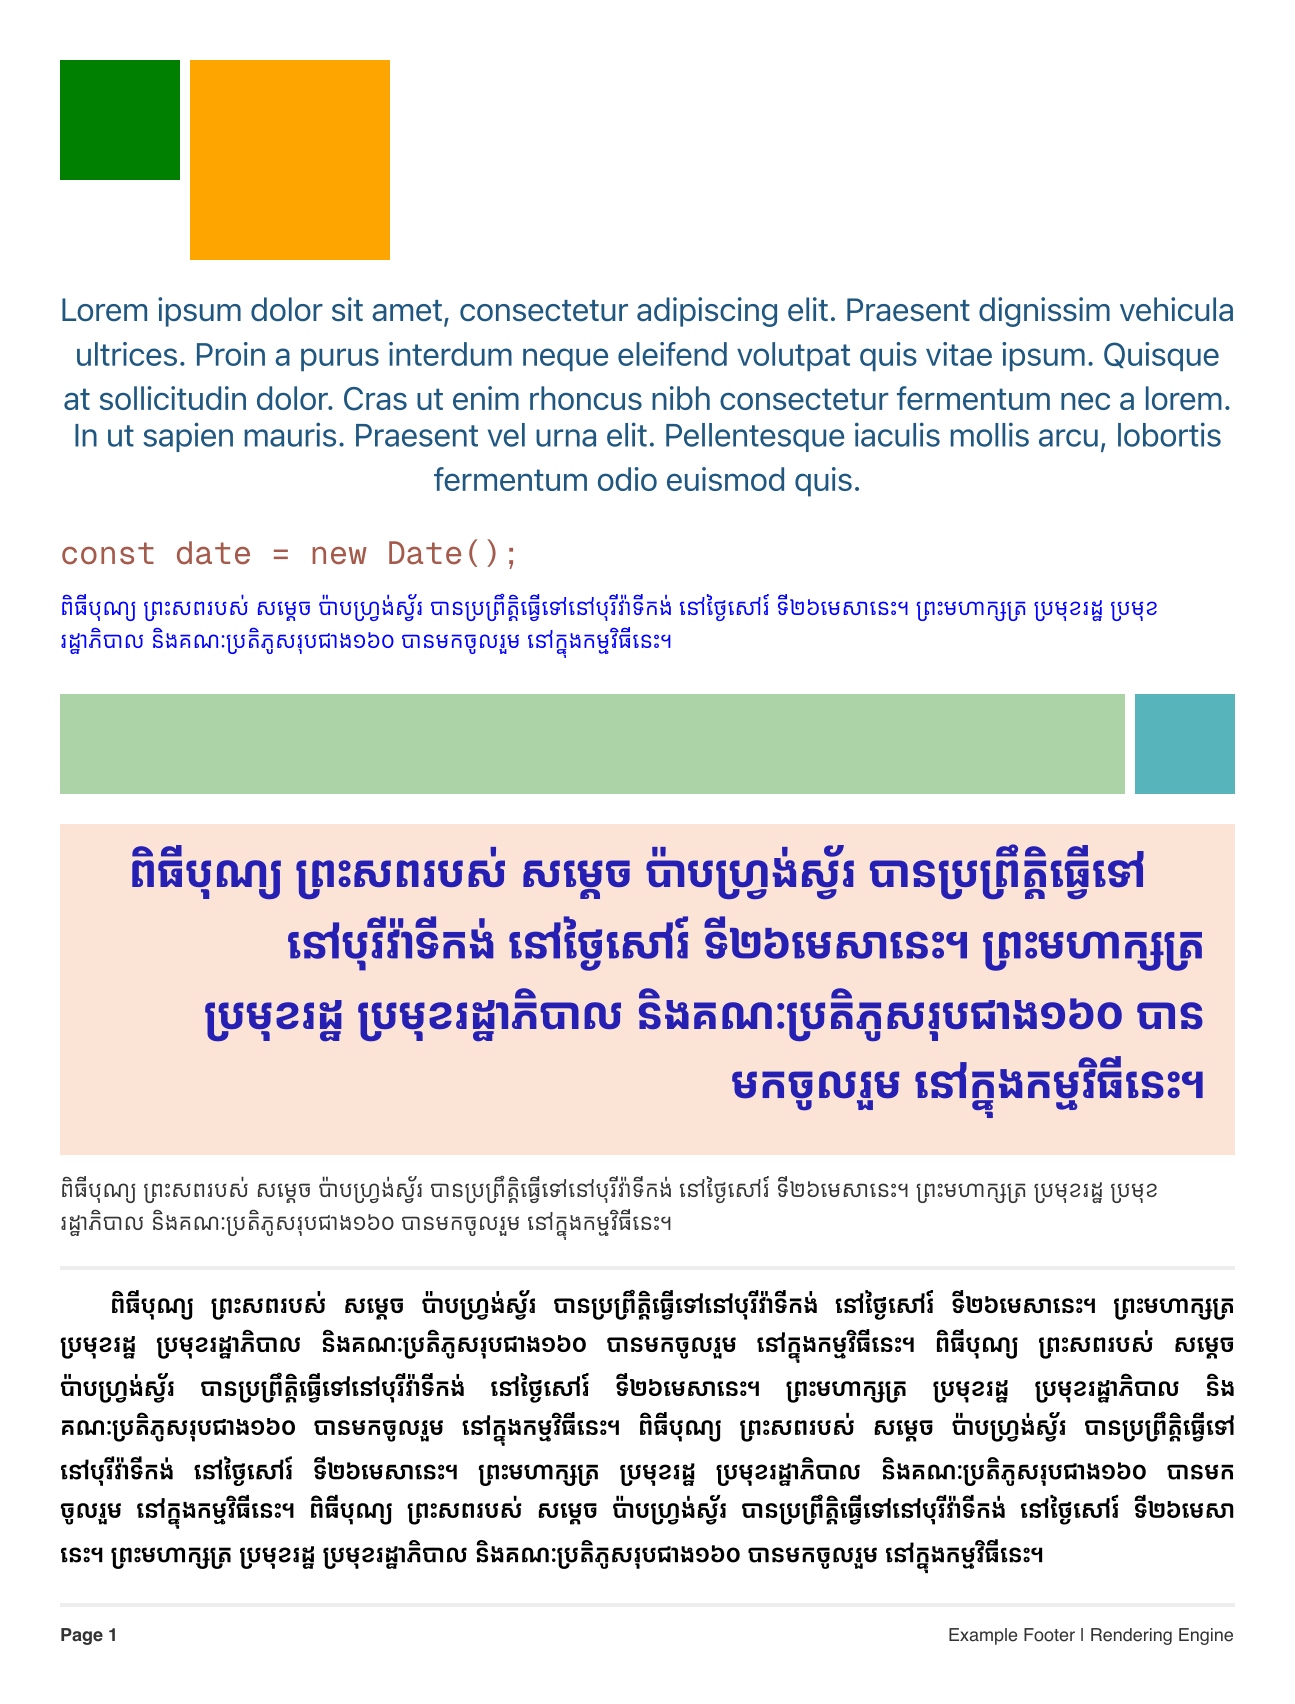 Lorem ipsum dolor sit amet, consectetur adipiscing elit. Praesent dignissim vehicula
ultrices. Proin a purus interdum neque eleifend volutpat quis vitae ipsum. Quisque
at sollicitudin dolor. Cras ut enim rhoncus nibh consectetur fermentum nec a lorem.
In ut sapien mauris. Praesent vel urna elit. Pellentesque iaculis mollis arcu, lobortis
fermentum odio euismod quis.
const date = new Date();
ពិធីបុណ្យ ព្រះសពរបស់ សម្ដេច ប៉ាបហ្វ្រង់ស្វ័រ បានប្រព្រឹត្តិធ្វើទៅនៅបុរីវ៉ាទីកង់ នៅថ្ងៃសៅរ៍ ទី២៦មេសានេះ។ ព្រះមហាក្សត្រ ប្រមុខរដ្ឋ ប្រមុខ
រដ្ឋាភិបាល និងគណៈប្រតិភូសរុបជាង១៦០ បានមកចូលរួម នៅក្នុងកម្មវិធីនេះ។
ពិធីបុណ្យ ព្រះសពរបស់ សម្ដេច ប៉ាបហ្វ្រង់ស្វ័រ បានប្រព្រឹត្តិធ្វើទៅ
នៅបុរីវ៉ាទីកង់ នៅថ្ងៃសៅរ៍ ទី២៦មេសានេះ។ ព្រះមហាក្សត្រ
ប្រមុខរដ្ឋ ប្រមុខរដ្ឋាភិបាល និងគណៈប្រតិភូសរុបជាង១៦០ បាន
មកចូលរួម នៅក្នុងកម្មវិធីនេះ។
ពិធីបុណ្យ ព្រះសពរបស់ សម្ដេច ប៉ាបហ្វ្រង់ស្វ័រ បានប្រព្រឹត្តិធ្វើទៅនៅបុរីវ៉ាទីកង់ នៅថ្ងៃសៅរ៍ ទី២៦មេសានេះ។ ព្រះមហាក្សត្រ ប្រមុខរដ្ឋ ប្រមុខ
រដ្ឋាភិបាល និងគណៈប្រតិភូសរុបជាង១៦០ បានមកចូលរួម នៅក្នុងកម្មវិធីនេះ។
ពិធីបុណ្យ ព្រះសពរបស់ សម្ដេច ប៉ាបហ្វ្រង់ស្វ័រ បានប្រព្រឹត្តិធ្វើទៅនៅបុរីវ៉ាទីកង់ នៅថ្ងៃសៅរ៍ ទី២៦មេសានេះ។ ព្រះមហាក្សត្រ
ប្រមុខរដ្ឋ ប្រមុខរដ្ឋាភិបាល និងគណៈប្រតិភូសរុបជាង១៦០ បានមកចូលរួម នៅក្នុងកម្មវិធីនេះ។ ពិធីបុណ្យ ព្រះសពរបស់ សម្ដេច
ប៉ាបហ្វ្រង់ស្វ័រ បានប្រព្រឹត្តិធ្វើទៅនៅបុរីវ៉ាទីកង់ នៅថ្ងៃសៅរ៍ ទី២៦មេសានេះ។ ព្រះមហាក្សត្រ ប្រមុខរដ្ឋ ប្រមុខរដ្ឋាភិបាល និង
គណៈប្រតិភូសរុបជាង១៦០ បានមកចូលរួម នៅក្នុងកម្មវិធីនេះ។ ពិធីបុណ្យ ព្រះសពរបស់ សម្ដេច ប៉ាបហ្វ្រង់ស្វ័រ បានប្រព្រឹត្តិធ្វើទៅ
នៅបុរីវ៉ាទីកង់ នៅថ្ងៃសៅរ៍ ទី២៦មេសានេះ។ ព្រះមហាក្សត្រ ប្រមុខរដ្ឋ ប្រមុខរដ្ឋាភិបាល និងគណៈប្រតិភូសរុបជាង១៦០ បានមក
ចូលរួម នៅក្នុងកម្មវិធីនេះ។ ពិធីបុណ្យ ព្រះសពរបស់ សម្ដេច ប៉ាបហ្វ្រង់ស្វ័រ បានប្រព្រឹត្តិធ្វើទៅនៅបុរីវ៉ាទីកង់ នៅថ្ងៃសៅរ៍ ទី២៦មេសា
នេះ។ ព្រះមហាក្សត្រ ប្រមុខរដ្ឋ ប្រមុខរដ្ឋាភិបាល និងគណៈប្រតិភូសរុបជាង១៦០ បានមកចូលរួម នៅក្នុងកម្មវិធីនេះ។
Page 1
Example Footer | Rendering Engine